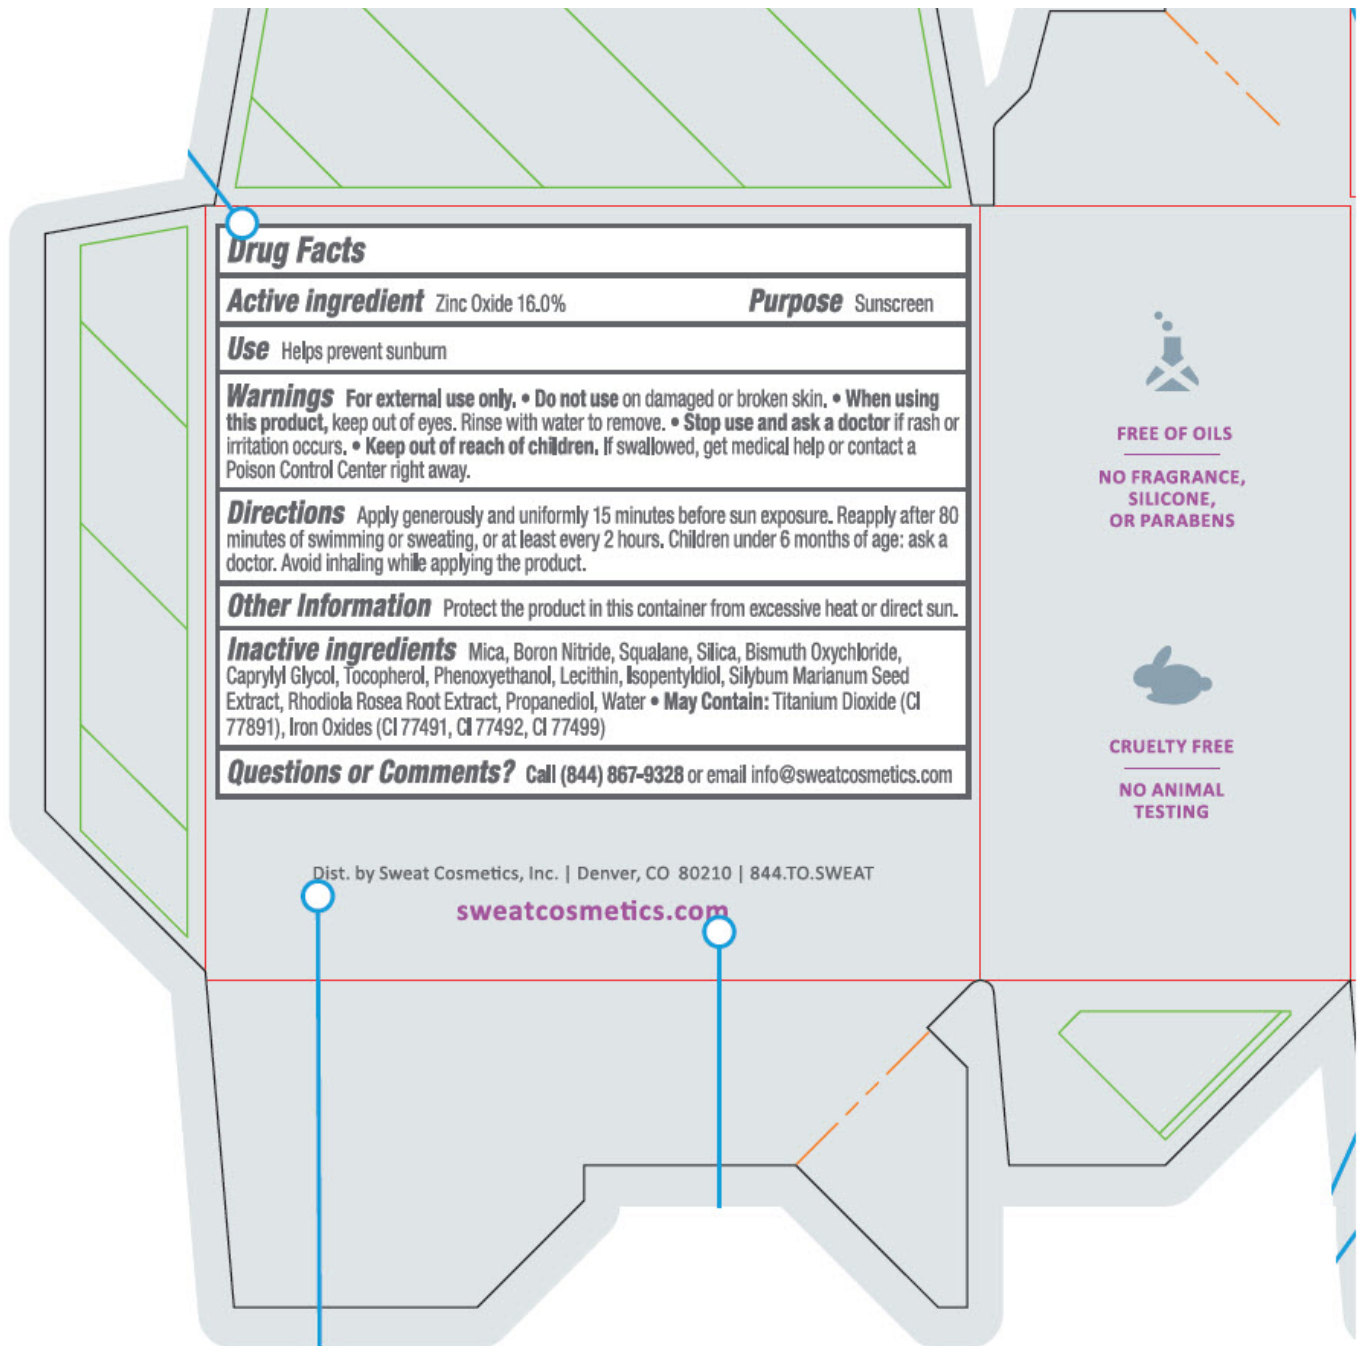 Drug Facts
Active ingredient Zinc Oxide 16.0% Purpose Sunscreen
Use Helps prevent sunburn
Warnings For external use only. • Do not use on damaged or broken skin. • When using
this product, keep out of eyes. Rinse with water to remove. • Stop use and ask a doctor if rash or
irritation occurs. • Keep out of reach of children. If swallowed, get medical help or contact a
Poison Control Center right away.
Directions Apply generously and uniformly 15 minutes before sun exposure. Reapply after 80
minutes of swimming or sweating, or at least every 2 hours. Children under 6 months of age: ask a
doctor. Avoid inhaling while applying the product.
Other Information Protect the product in this container from excessive heat or direct sun.
Inactive ingredients Mica, Boron Nitride, Squalane, Silica, Bismuth Oxychloride,
Caprylyl Glycol, Tocopherol, Phenoxyethanol, Lecithin, Isopentyldiol, Silybum Marianum Seed
Extract, Rhodiola Rosea Root Extract, Propanediol, Water • May Contain: Titanium Dioxide (CI
77891), Iron Oxides (CI 77491, CI 77492, CI 77499)
Questions or Comments? Call (844) 867-9328 or email info@sweatcosmetics.com
Dist. by Sweat Cosmetics, Inc. | Denver, CO 80210 | 844.TO.SWEAT
sweatcosmetics.com
FREE OF OILS
NO FRAGRANCE,
SILICONE,
OR PARABENS
CRUELTY FREE
NO ANIMAL
TESTING